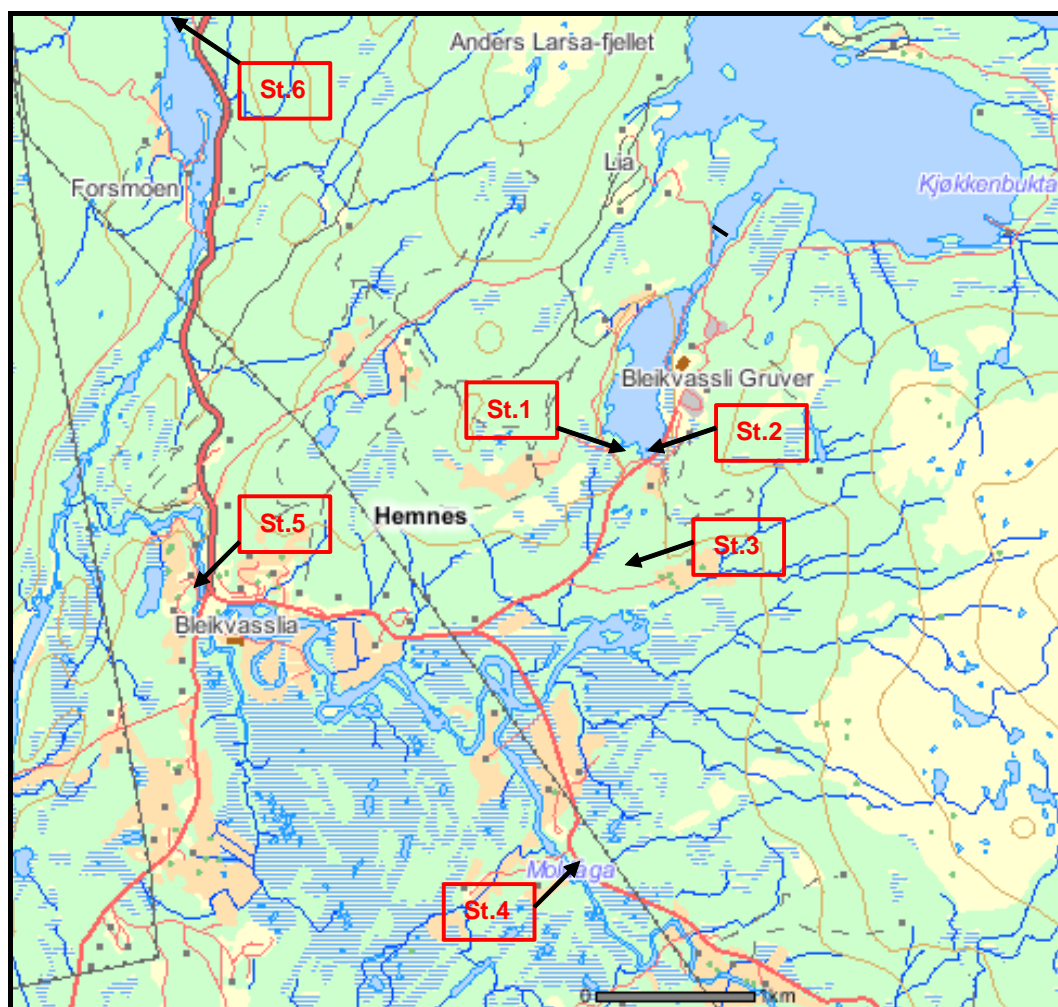 Anders Larsa-fjellet
St.6
Lia
Forsmoen
Kjøkkenbukta
Bleikvassli Gruver
St.1
St.2
Hemnes
St.5
St.3
Bleikvasslia
St.4
0
1km